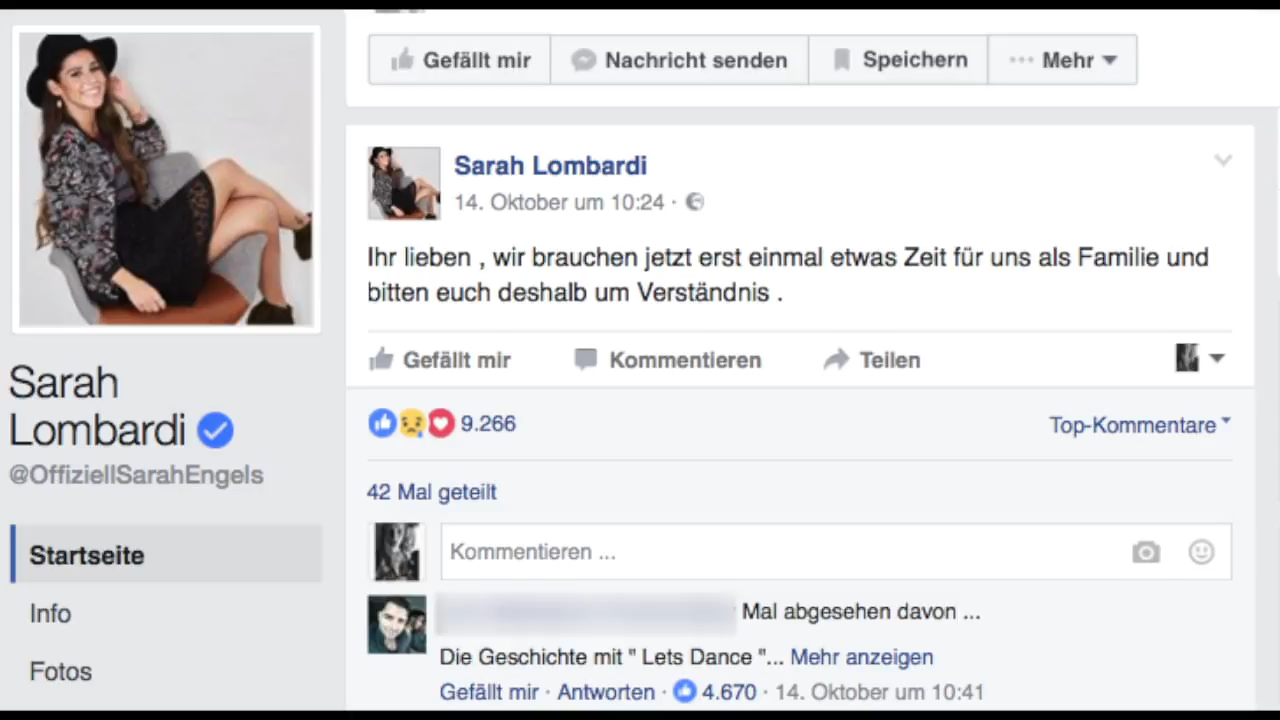 Gefällt mir
Nachricht senden
Speichern
Mehr
Sarah Lombardi
14. Oktober um 10:24 ·
Ihr lieben , wir brauchen jetzt erst einmal etwas Zeit für uns als Familie und
bitten euch deshalb um Verständnis .
Gefällt mir
Kommentieren
Teilen
9.266
Top-Kommentare
42 Mal geteilt
Kommentieren ...
Mal abgesehen davon ...
Die Geschichte mit " Lets Dance "... Mehr anzeigen
Gefällt mir · Antworten · 4.670 · 14. Oktober um 10:41
Sarah
Lombardi
@OffiziellSarahEngels
Startseite
Info
Fotos